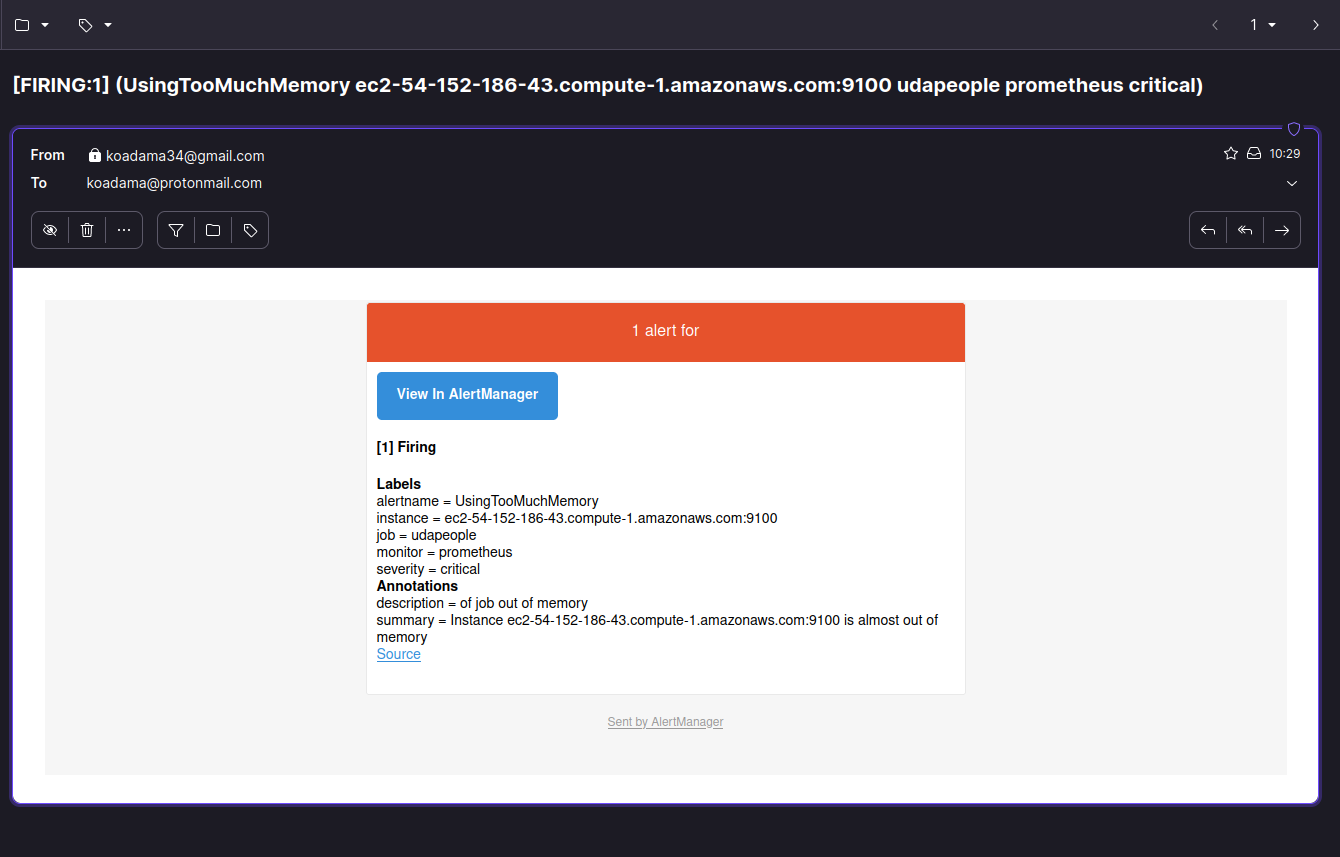 1
[FIRING:1] (UsingTooMuchMemory ec2-54-152-186-43.compute-1.amazonaws.com:9100 udapeople prometheus critical)
From koadama34@gmail.com 10:29
To koadama@protonmail.com
1 alert for
View In AlertManager
[1] Firing
Labels
alertname = UsingTooMuchMemory
instance = ec2-54-152-186-43.compute-1.amazonaws.com:9100
job = udapeople
monitor = prometheus
severity = critical
Annotations
description = of job out of memory
summary = Instance ec2-54-152-186-43.compute-1.amazonaws.com:9100 is almost out of
memory
Source
Sent by AlertManager